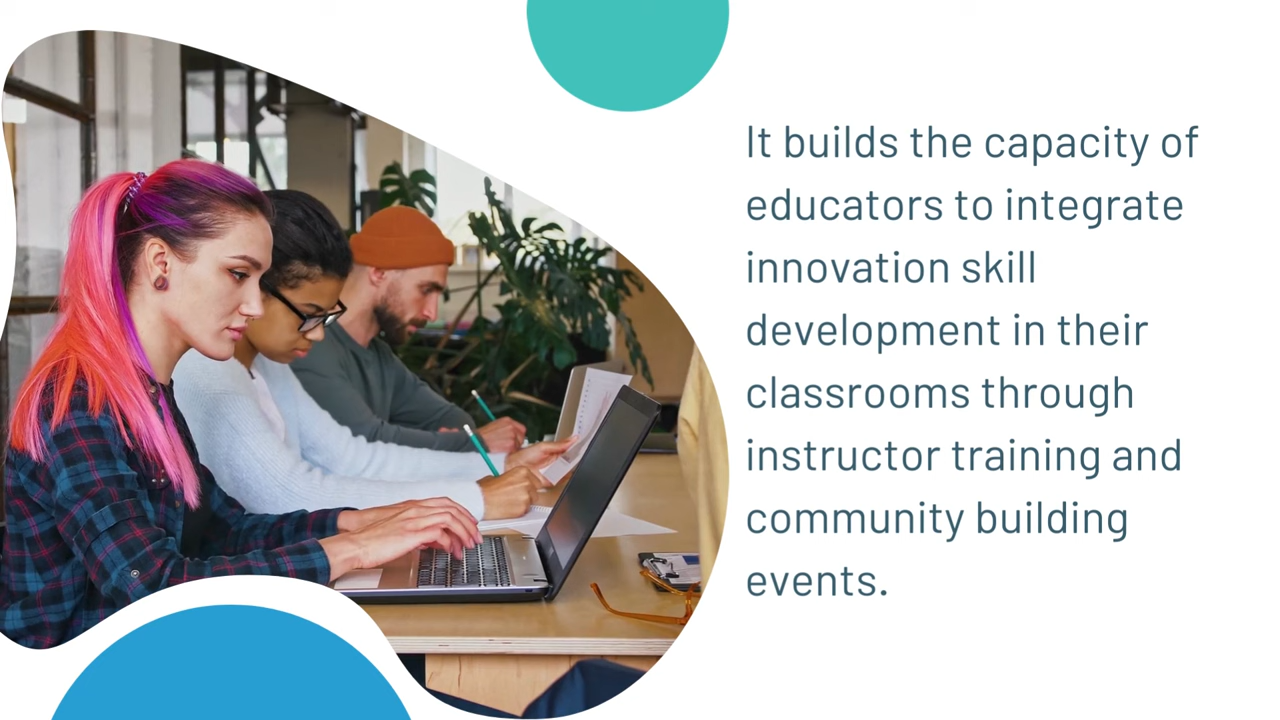 It builds the capacity of
educators to integrate
innovation skill
development in their
classrooms through
instructor training and
community building
events.